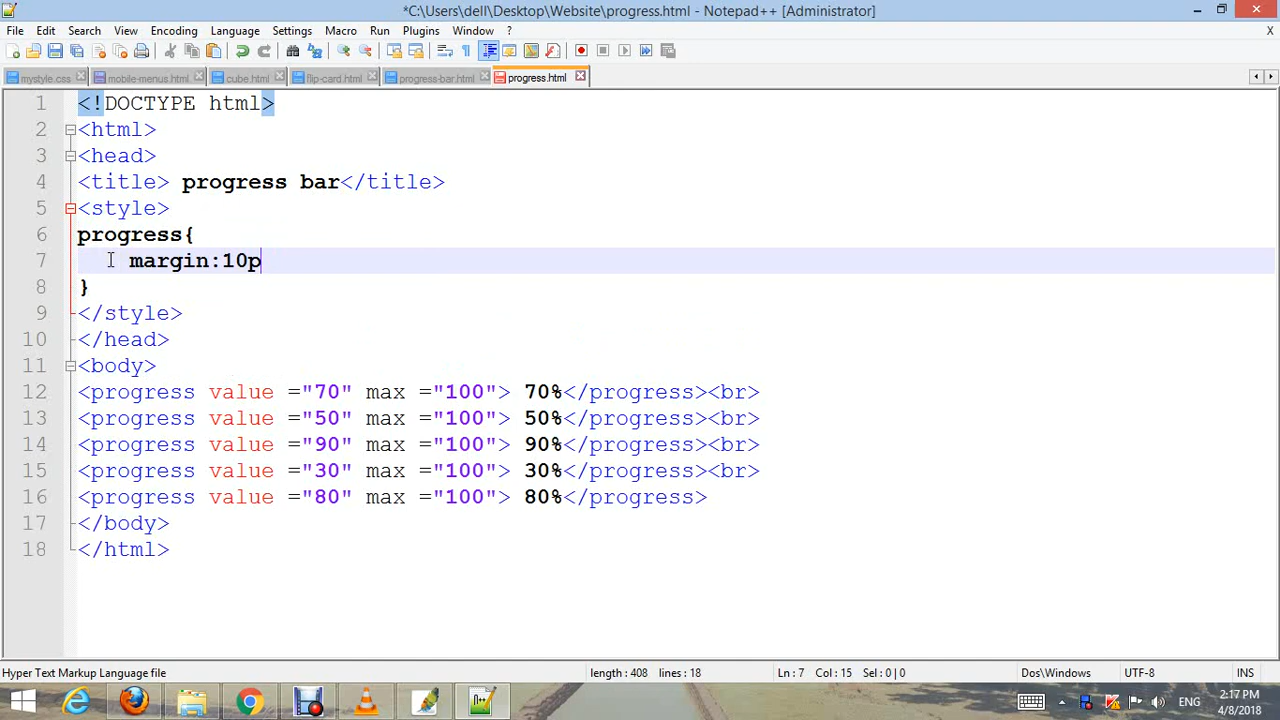 *C:\Users\dell\Desktop\Website\progress.html - Notepad++ [Administrator]
File Edit Search View Encoding Language Settings Macro Run Plugins Window ? X
mystyle.css mobile-menus.html cube.html flip-card.html progress-bar.html progress.html
1 <!DOCTYPE html>
2 <html>
3 <head>
4 <title> progress bar</title>
5 <style>
6 progress{
7 margin:10p
8 }
9 </style>
10 </head>
11 <body>
12 <progress value ="70" max ="100"> 70%</progress><br>
13 <progress value ="50" max ="100"> 50%</progress><br>
14 <progress value ="90" max ="100"> 90%</progress><br>
15 <progress value ="30" max ="100"> 30%</progress><br>
16 <progress value ="80" max ="100"> 80%</progress>
17 </body>
18 </html>
Hyper Text Markup Language file length : 408 lines : 18 Ln : 7 Col : 15 Sel : 0 | 0 Dos\Windows UTF-8 INS
ENG 2:17 PM
4/8/2018